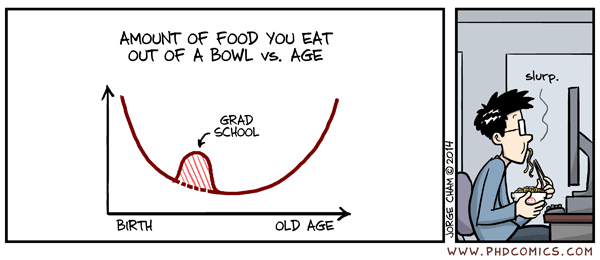 AMOUNT OF FOOD YOU EAT
OUT OF A BOWL vs. AGE
GRAD
SCHOOL
BIRTH
OLD AGE
slurp.
JORGE CHAM © 2014
WWW.PHDCOMICS.COM